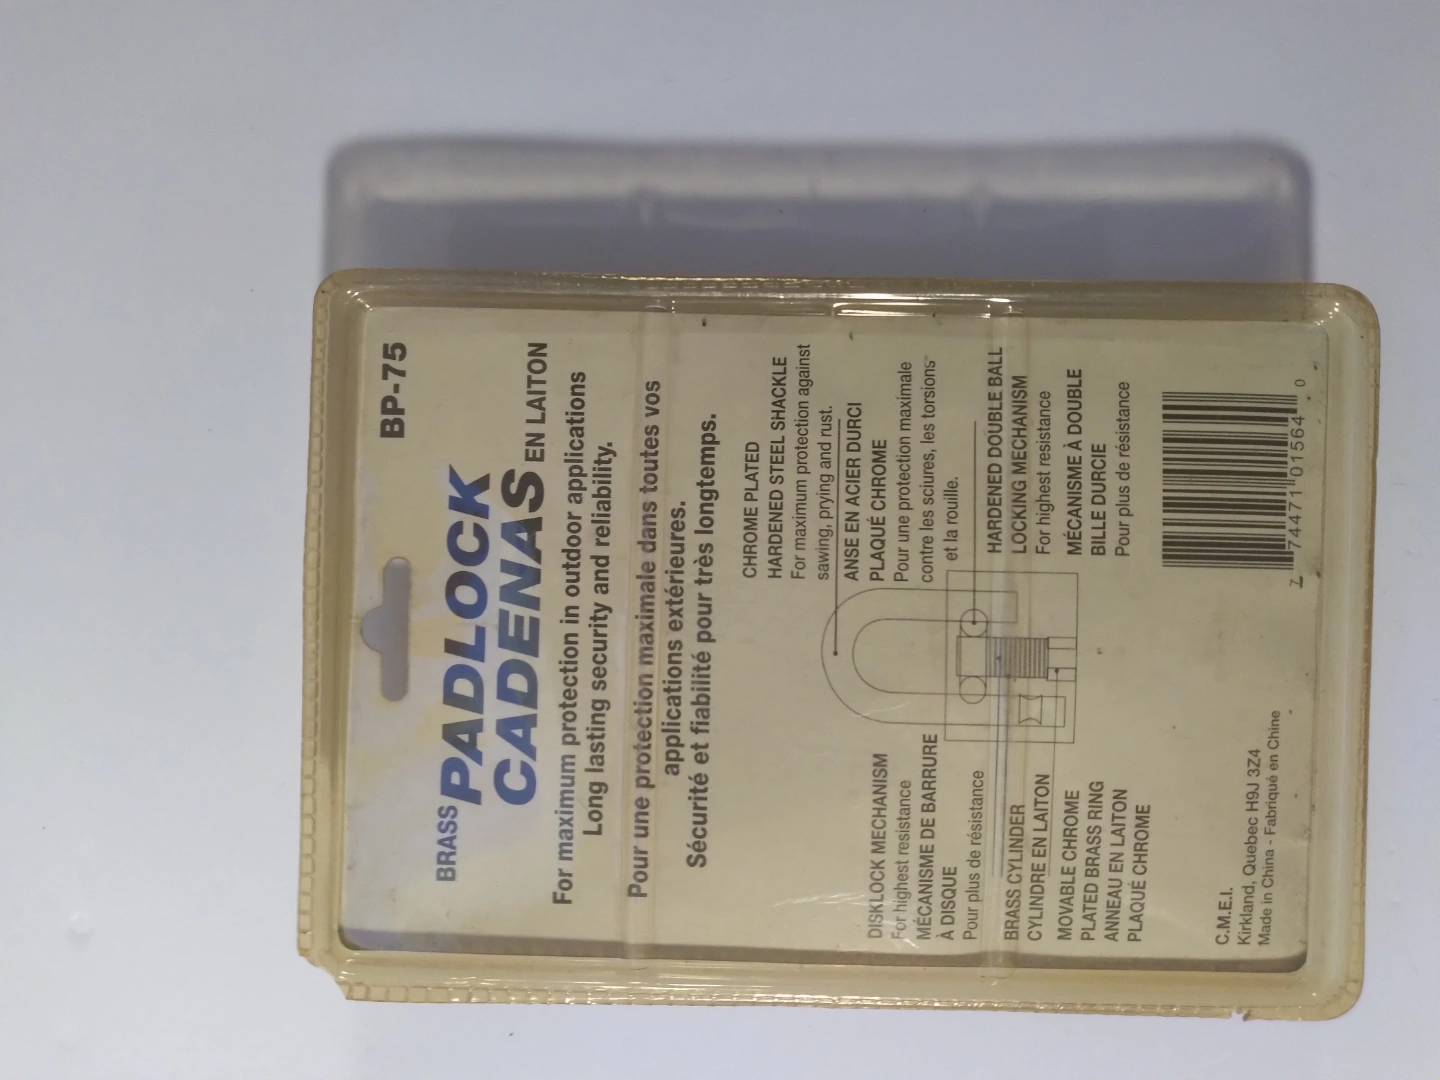 BP-75
BRASS PADLOCK
CADENAS EN LAITON
For maximum protection in outdoor applications
Long lasting security and reliability.
Pour une protection maximale dans toutes vos
applications extérieures.
Sécurité et fiabilité pour très longtemps.
CHROME PLATED
HARDENED STEEL SHACKLE
For maximum protection against
sawing, prying and rust.
ANSE EN ACIER DURCI
PLAQUÉ CHROME
Pour une protection maximale
contre les sciures, les torsions
et la rouille.
DISKLOCK MECHANISM
For highest resistance
MÉCANISME DE BARRURE
À DISQUE
Pour plus de résistance
HARDENED DOUBLE BALL
LOCKING MECHANISM
For highest resistance
MÉCANISME À DOUBLE
BILLE DURCIE
Pour plus de résistance
BRASS CYLINDER
CYLINDRE EN LAITON
MOVABLE CHROME
PLATED BRASS RING
ANNEAU EN LAITON
PLAQUÉ CHROME
C.M.E.I.
Kirkland, Quebec H9J 3Z4
Made in China - Fabriqué en Chine
7 74471 01564 0